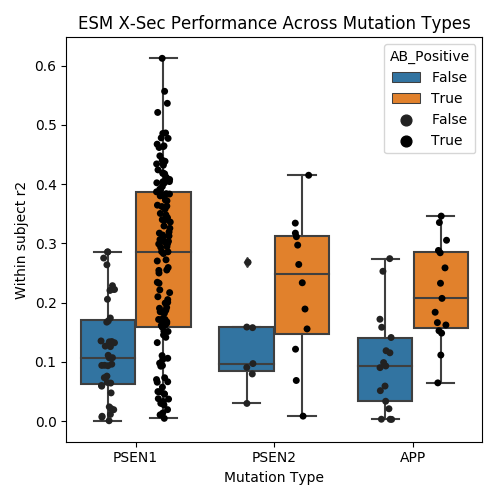 ESM X-Sec Performance Across Mutation Types
AB_Positive
False
True
False
True
Within subject r2
0.6
0.5
0.4
0.3
0.2
0.1
0.0
PSEN1
PSEN2
APP
Mutation Type